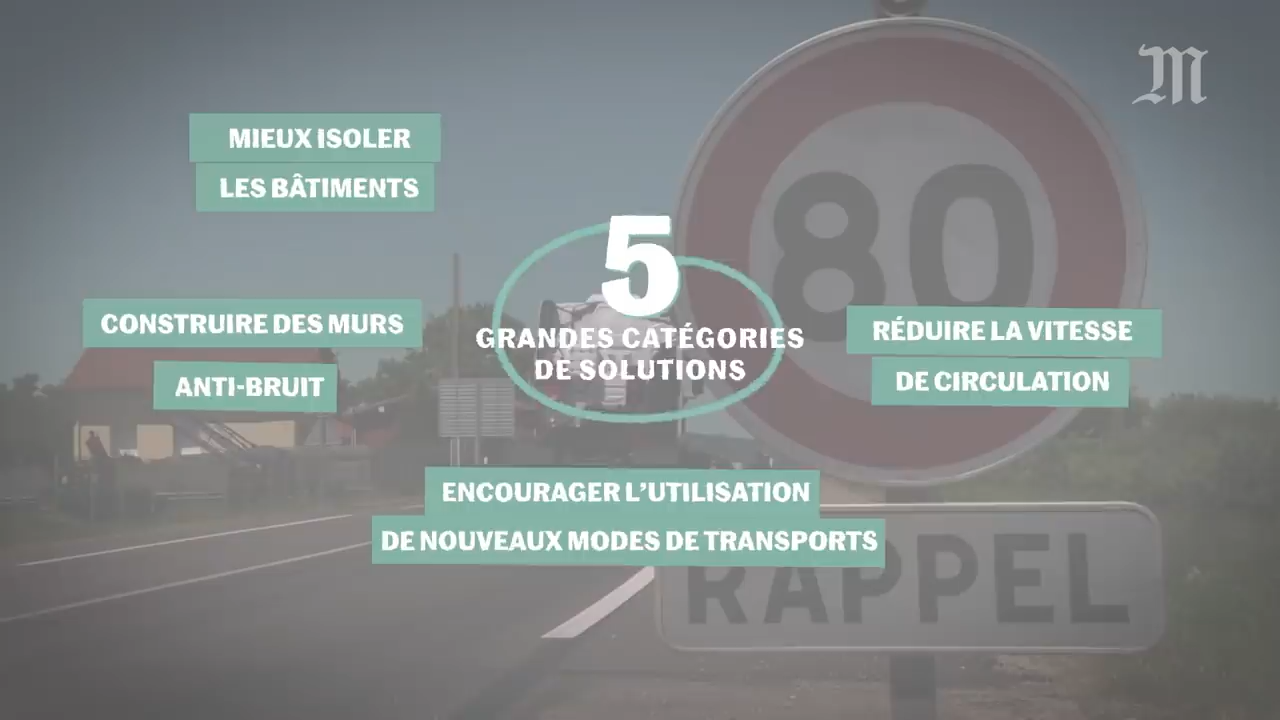 M
MIEUX ISOLER
LES BÂTIMENTS
5
GRANDES CATÉGORIES
DE SOLUTIONS
CONSTRUIRE DES MURS
ANTI-BRUIT
80
RÉDUIRE LA VITESSE
DE CIRCULATION
ENCOURAGER L’UTILISATION
DE NOUVEAUX MODES DE TRANSPORTS
RAPPEL